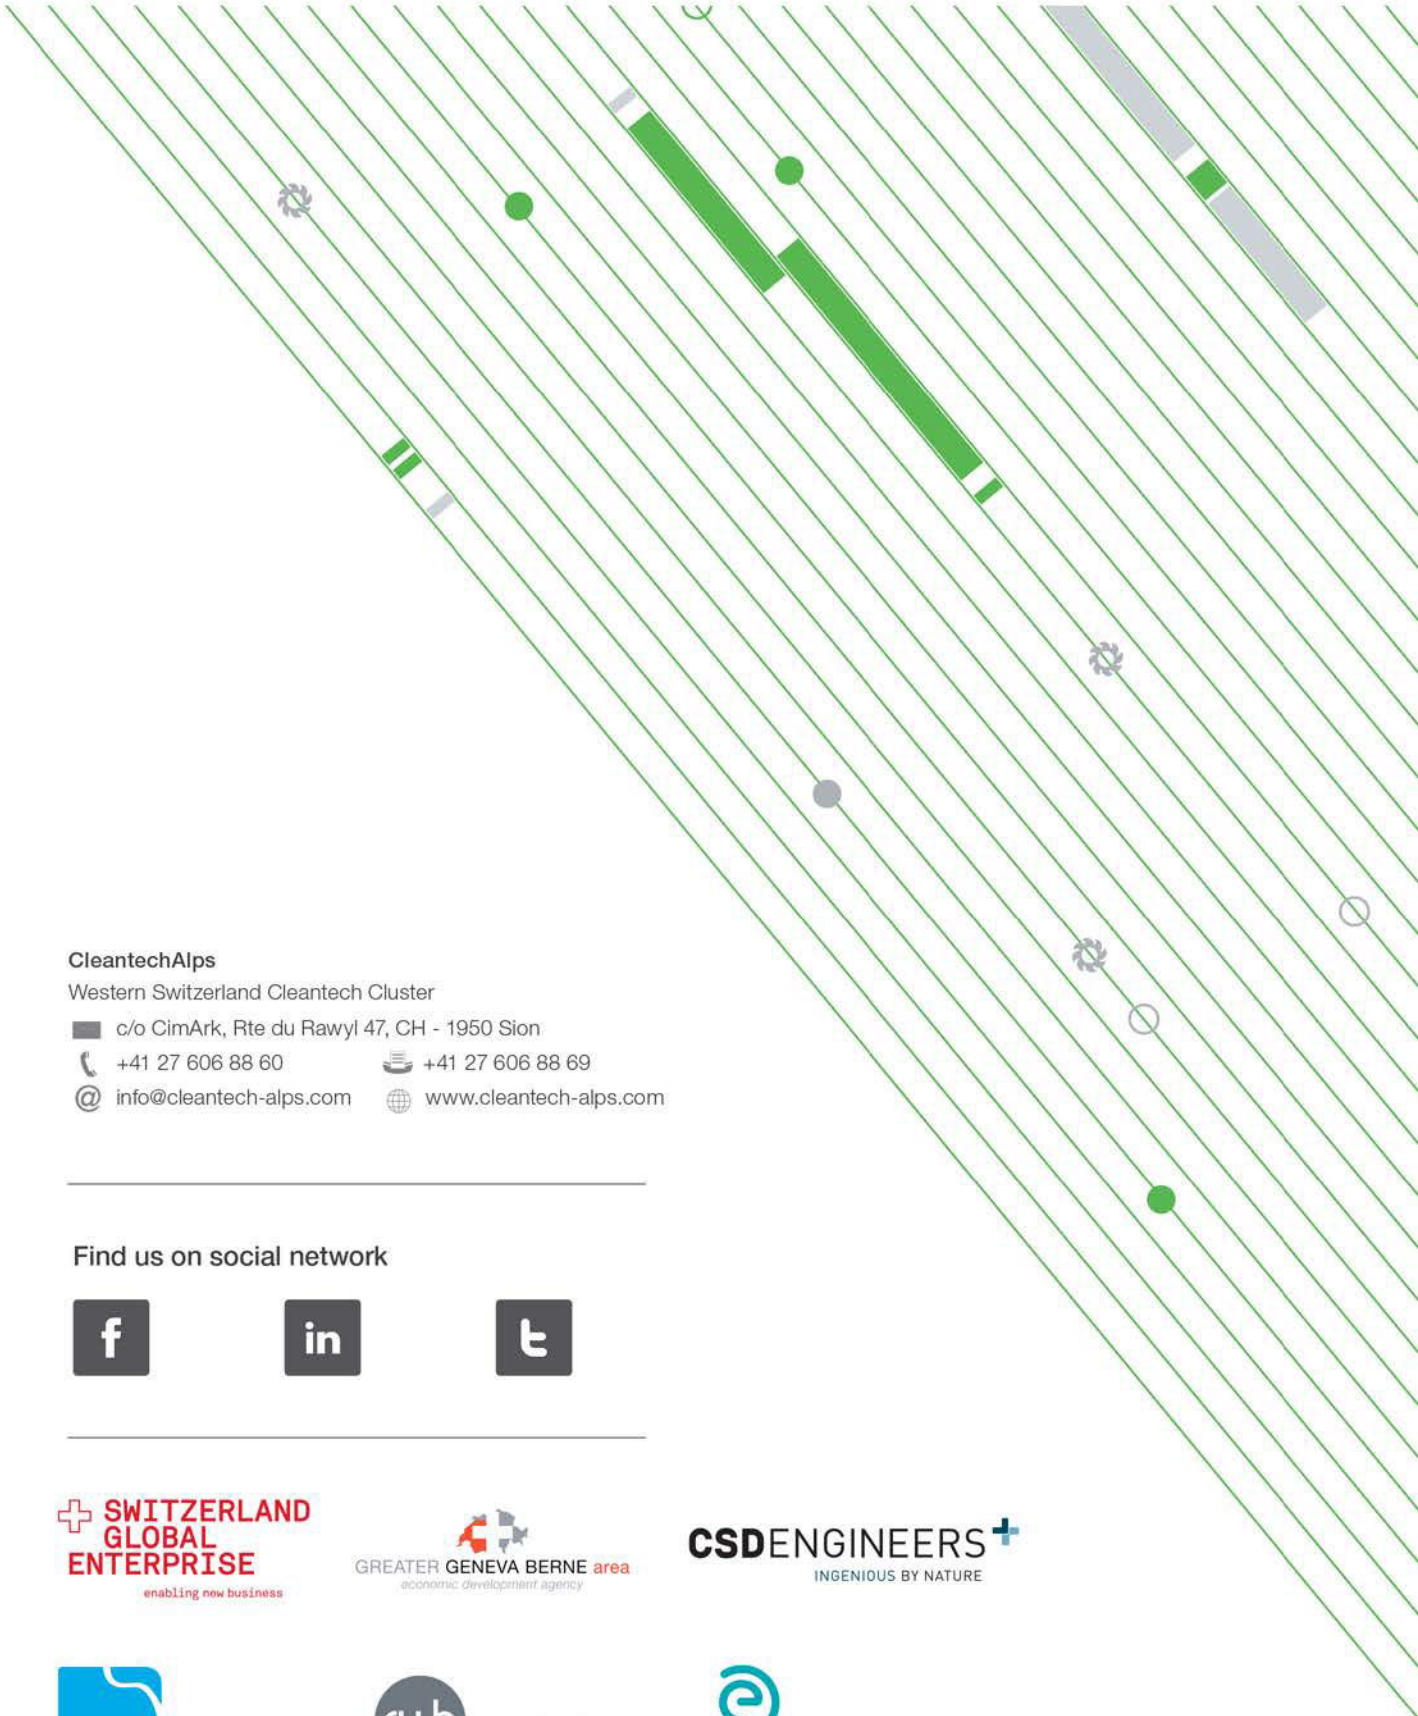 CleantechAlps
Western Switzerland Cleantech Cluster
c/o CimArk, Rte du Rawyl 47, CH - 1950 Sion
+41 27 606 88 60 +41 27 606 88 69
@ info@cleantech-alps.com www.cleantech-alps.com
Find us on social network
f in t
SWITZERLAND
GLOBAL
ENTERPRISE
enabling new business
GREATER GENEVA BERNE area
economic development agency
CSDENGINEERS
INGENIOUS BY NATURE